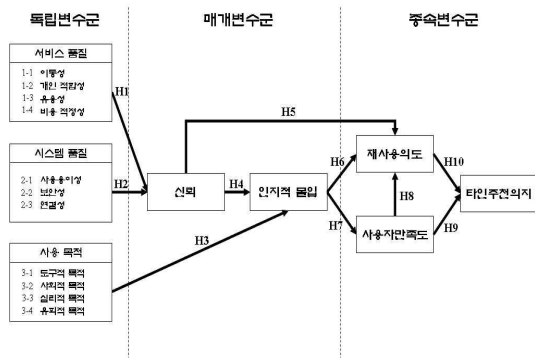 독립변수군
매개변수군
종속변수군
서비스 품질
1-1 이동성
1-2 개인 적합성
1-3 유용성
1-4 비용 적정성
시스템 품질
2-1 사용용이성
2-2 보안성
2-3 연결성
사용 목적
3-1 도구적 목적
3-2 사회적 목적
3-3 심리적 목적
3-4 유희적 목적
H1
H2
H3
신뢰
H4
인지적 몰입
H5
H6
H7
재사용의도
H8
사용자만족도
H10
H9
타인추천의지